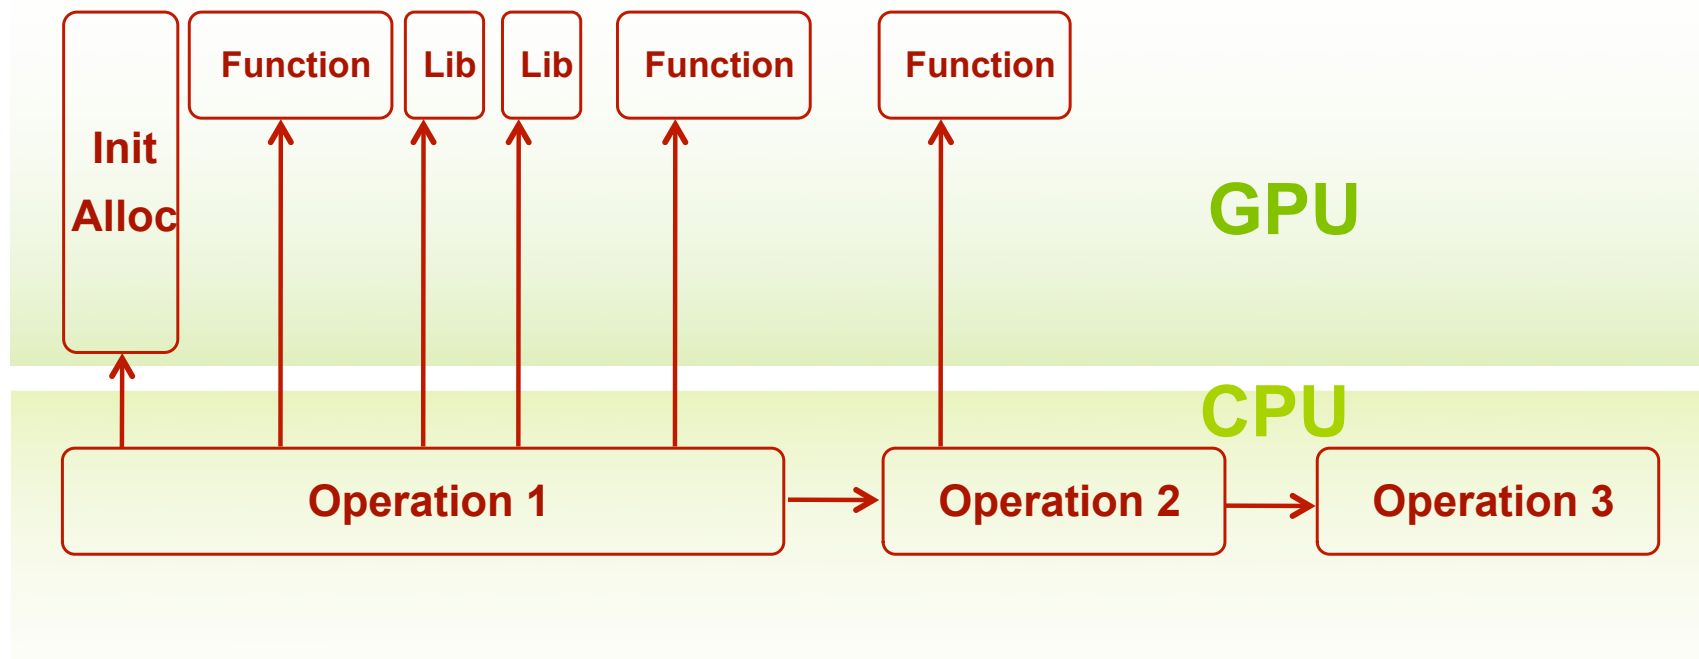 Function
Lib
Lib
Function
Function
Init
Alloc
GPU
CPU
Operation 1
Operation 2
Operation 3